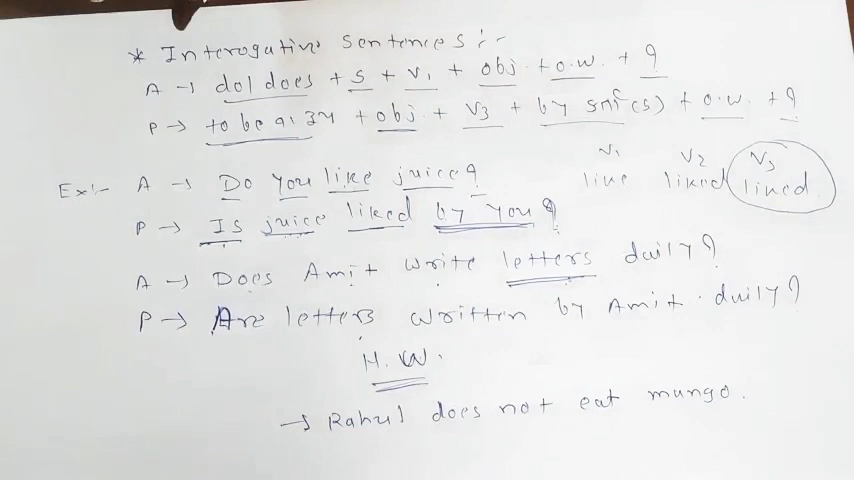 * Interogative sentences :-
A → do/does + S + V1 + obj. + o.w. + ?
P → to be + obj. + V3 + by + o.w. + ?
V1 V2 V3
Ex:- A → Do you like juice? like liked liked
P → Is juice liked by you?
A → Does Amit write letters daily?
P → Are letters written by Amit daily?
H.W.
→ Rahul does not eat mango.